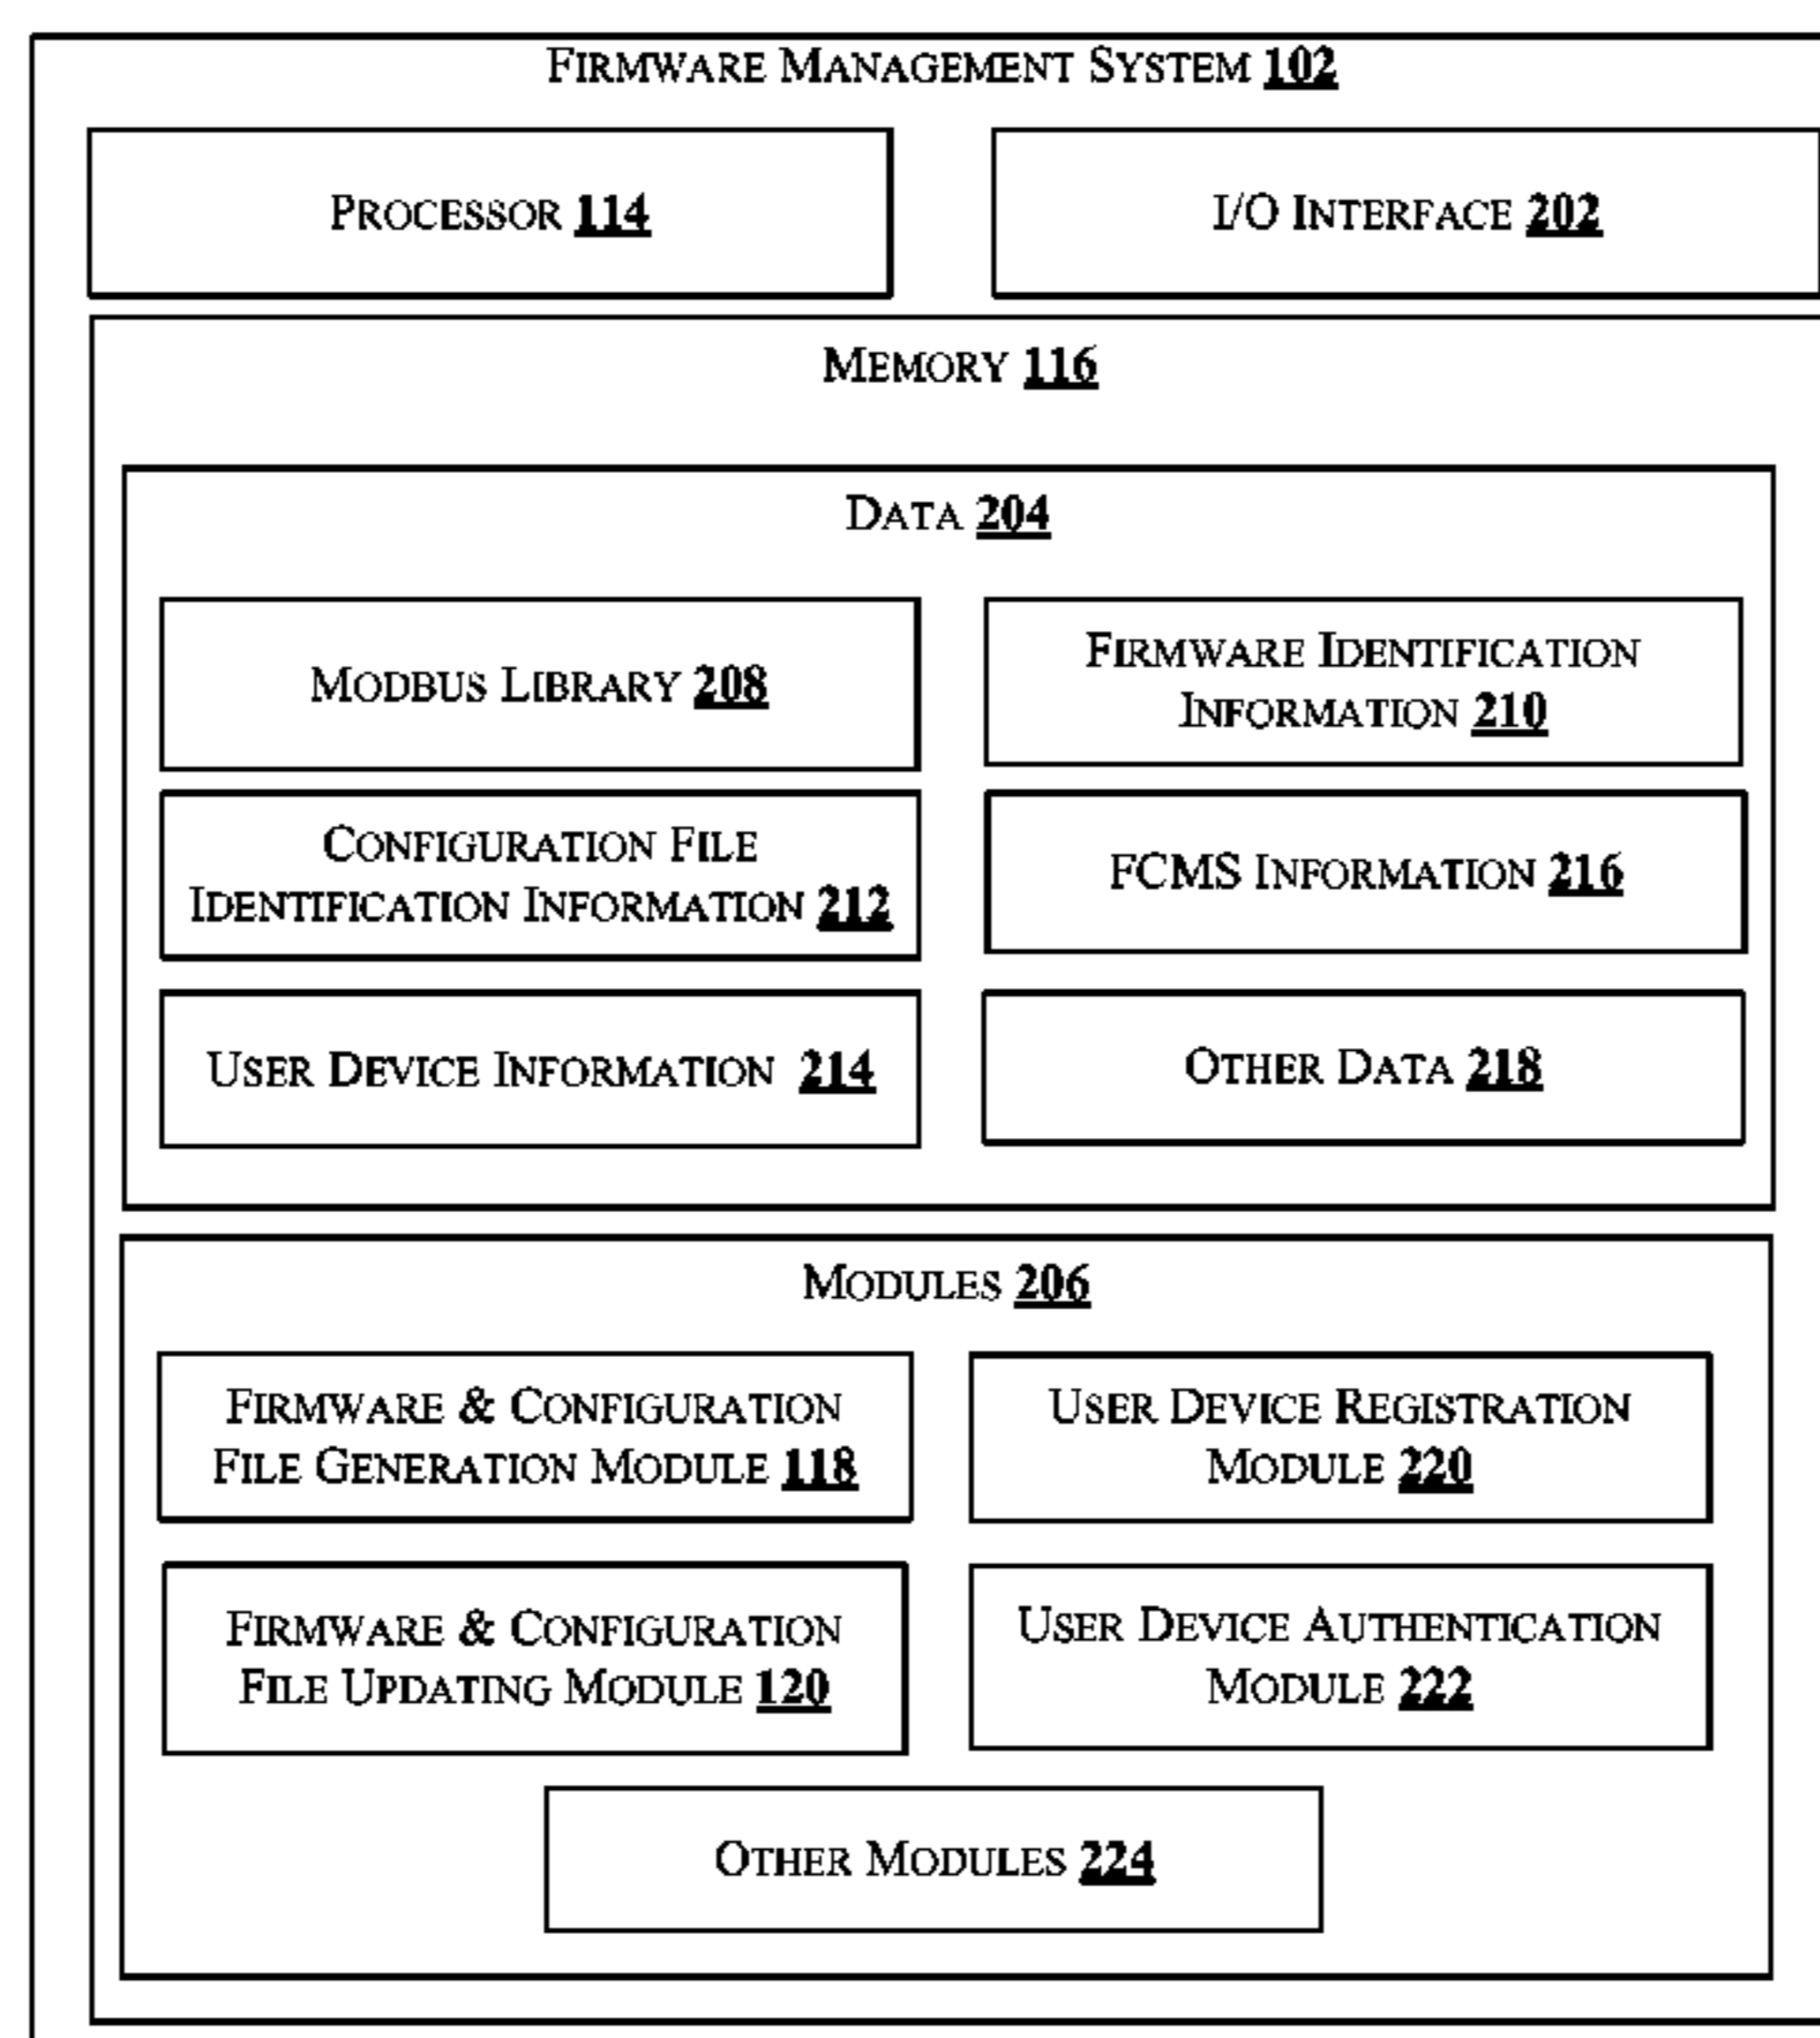 FIRMWARE MANAGEMENT SYSTEM 102
PROCESSOR 114
I/O INTERFACE 202
MEMORY 116
DATA 204
MODBUS LIBRARY 208
FIRMWARE IDENTIFICATION
INFORMATION 210
CONFIGURATION FILE
IDENTIFICATION INFORMATION 212
FCMS INFORMATION 216
USER DEVICE INFORMATION 214
OTHER DATA 218
MODULES 206
FIRMWARE & CONFIGURATION
FILE GENERATION MODULE 118
USER DEVICE REGISTRATION
MODULE 220
FIRMWARE & CONFIGURATION
FILE UPDATING MODULE 120
USER DEVICE AUTHENTICATION
MODULE 222
OTHER MODULES 224